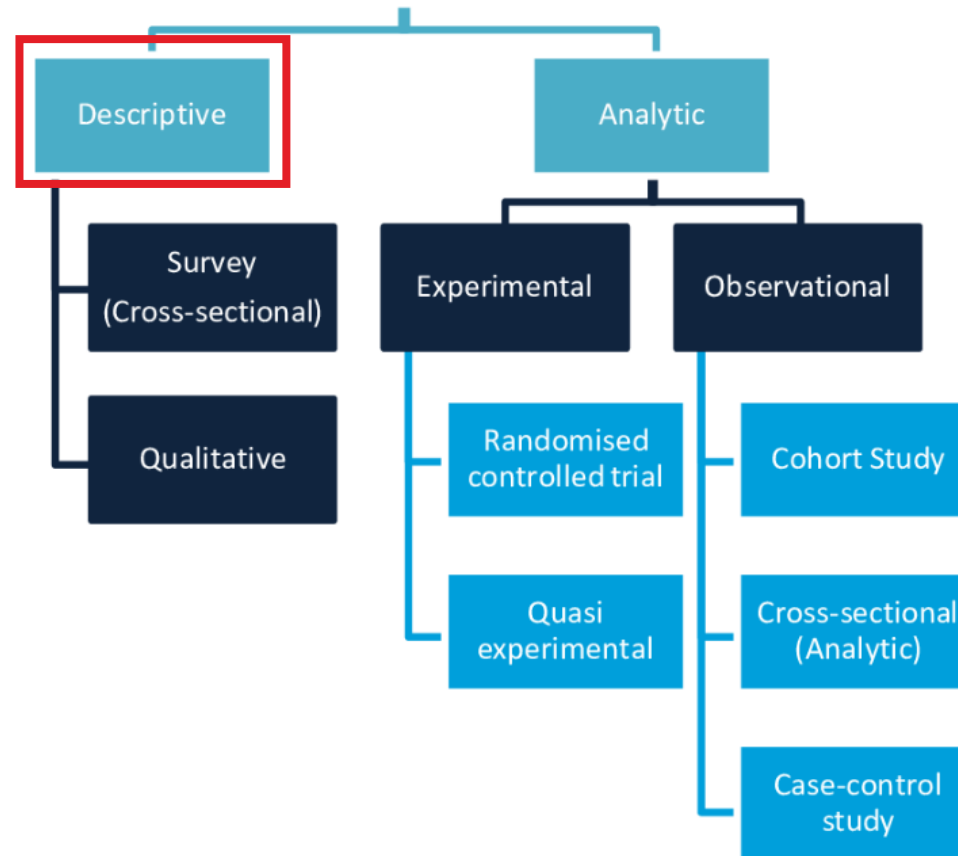 Descriptive
Analytic
Survey
(Cross-sectional)
Experimental
Observational
Qualitative
Randomised
controlled trial
Cohort Study
Quasi
experimental
Cross-sectional
(Analytic)
Case-control
study